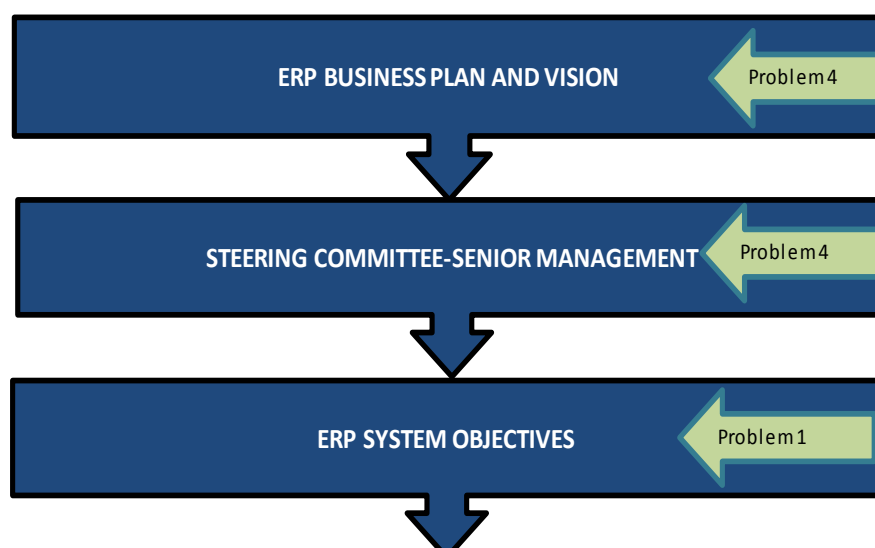 ERP BUSINESS PLAN AND VISION
Problem 4
STEERING COMMITTEE-SENIOR MANAGEMENT
Problem 4
ERP SYSTEM OBJECTIVES
Problem 1